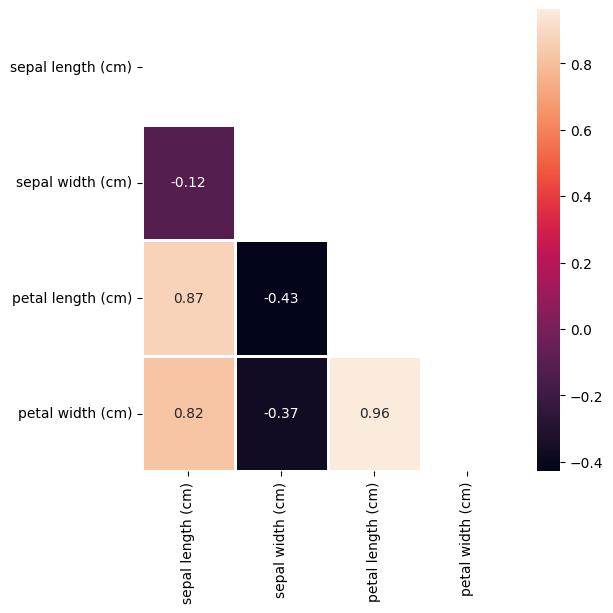 sepal length (cm)
sepal width (cm)
petal length (cm)
petal width (cm)
-0.12
0.87
-0.43
0.82
-0.37
0.96
sepal length (cm)
sepal width (cm)
petal length (cm)
petal width (cm)
0.8
0.6
0.4
0.2
0.0
-0.2
−0.4